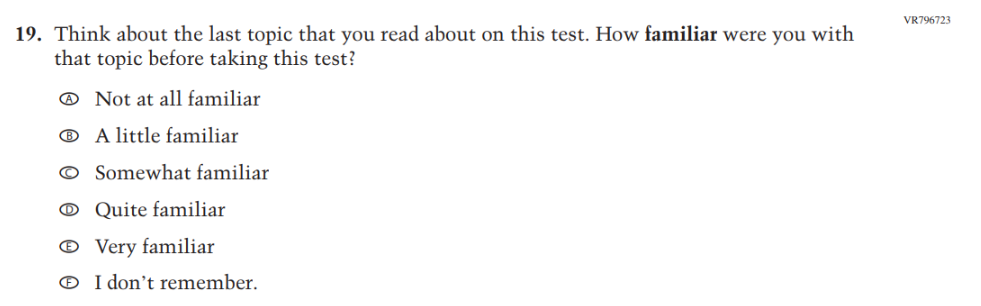 VR796723
19. Think about the last topic that you read about on this test. How familiar were you with
that topic before taking this test?
A Not at all familiar
B A little familiar
C Somewhat familiar
D Quite familiar
E Very familiar
F I don’t remember.